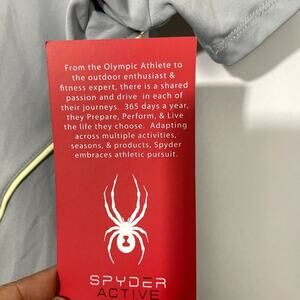 From the Olympic Athlete to
the outdoor enthusiast &
fitness expert, there is a shared
passion and drive in each of
their journeys. 365 days a year,
they Prepare, Perform, & Live
the life they choose. Adapting
across multiple activities,
seasons, & products, Spyder
embraces athletic pursuit.
SPYDER
ACTIVE